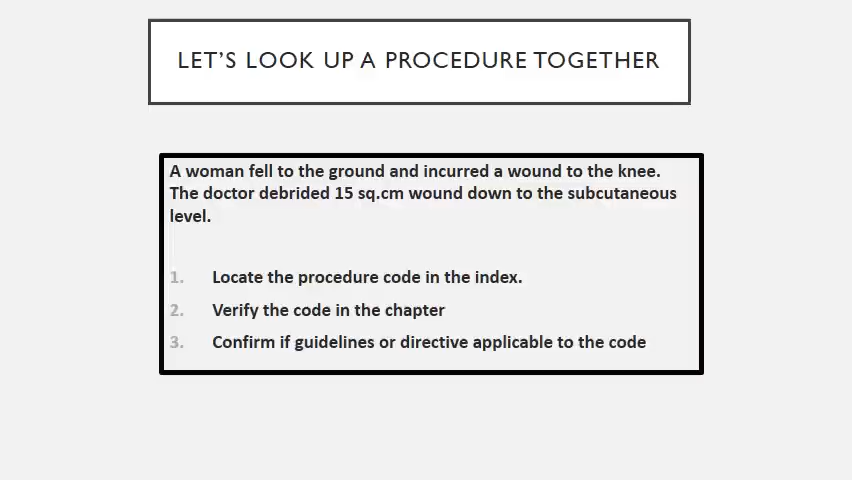 LET'S LOOK UP A PROCEDURE TOGETHER
A woman fell to the ground and incurred a wound to the knee.
The doctor debrided 15 sq.cm wound down to the subcutaneous
level.
1. Locate the procedure code in the index.
2. Verify the code in the chapter
3. Confirm if guidelines or directive applicable to the code